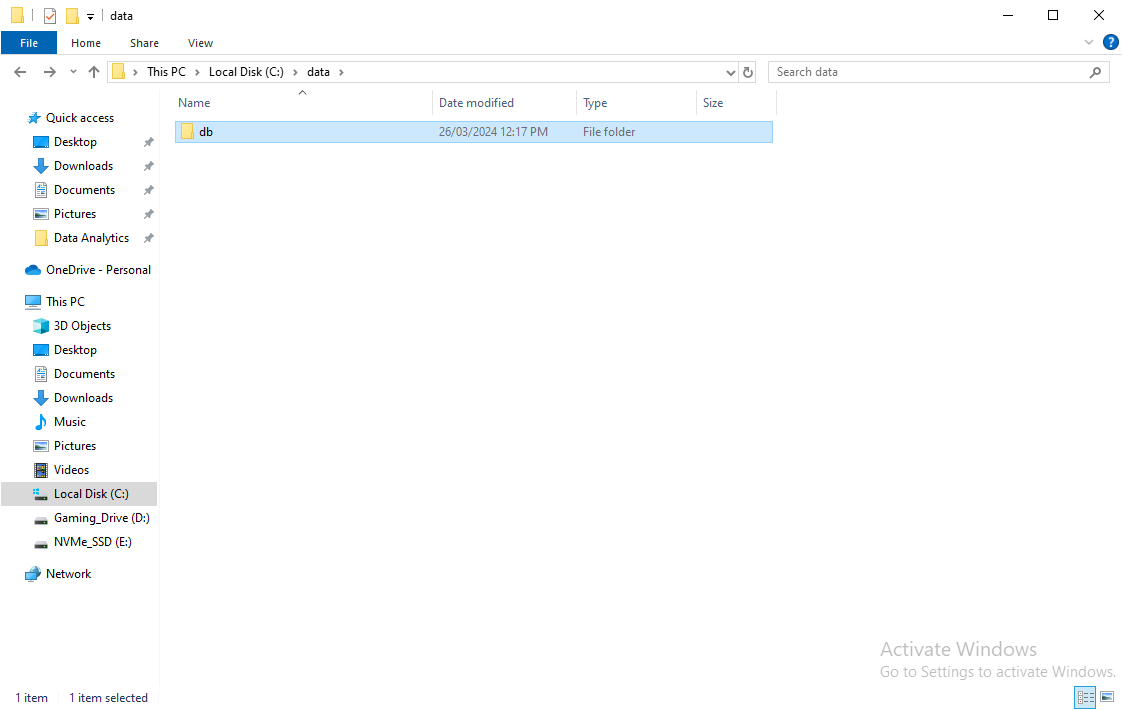 data
File Home Share View
This PC Local Disk (C:) data
Search data
Name Date modified Type Size
db 26/03/2024 12:17 PM File folder
Quick access
Desktop
Downloads
Documents
Pictures
Data Analytics
OneDrive - Personal
This PC
3D Objects
Desktop
Documents
Downloads
Music
Pictures
Videos
Local Disk (C:)
Gaming_Drive (D:)
NVMe_SSD (E:)
Network
Activate Windows
Go to Settings to activate Windows.
1 item 1 item selected